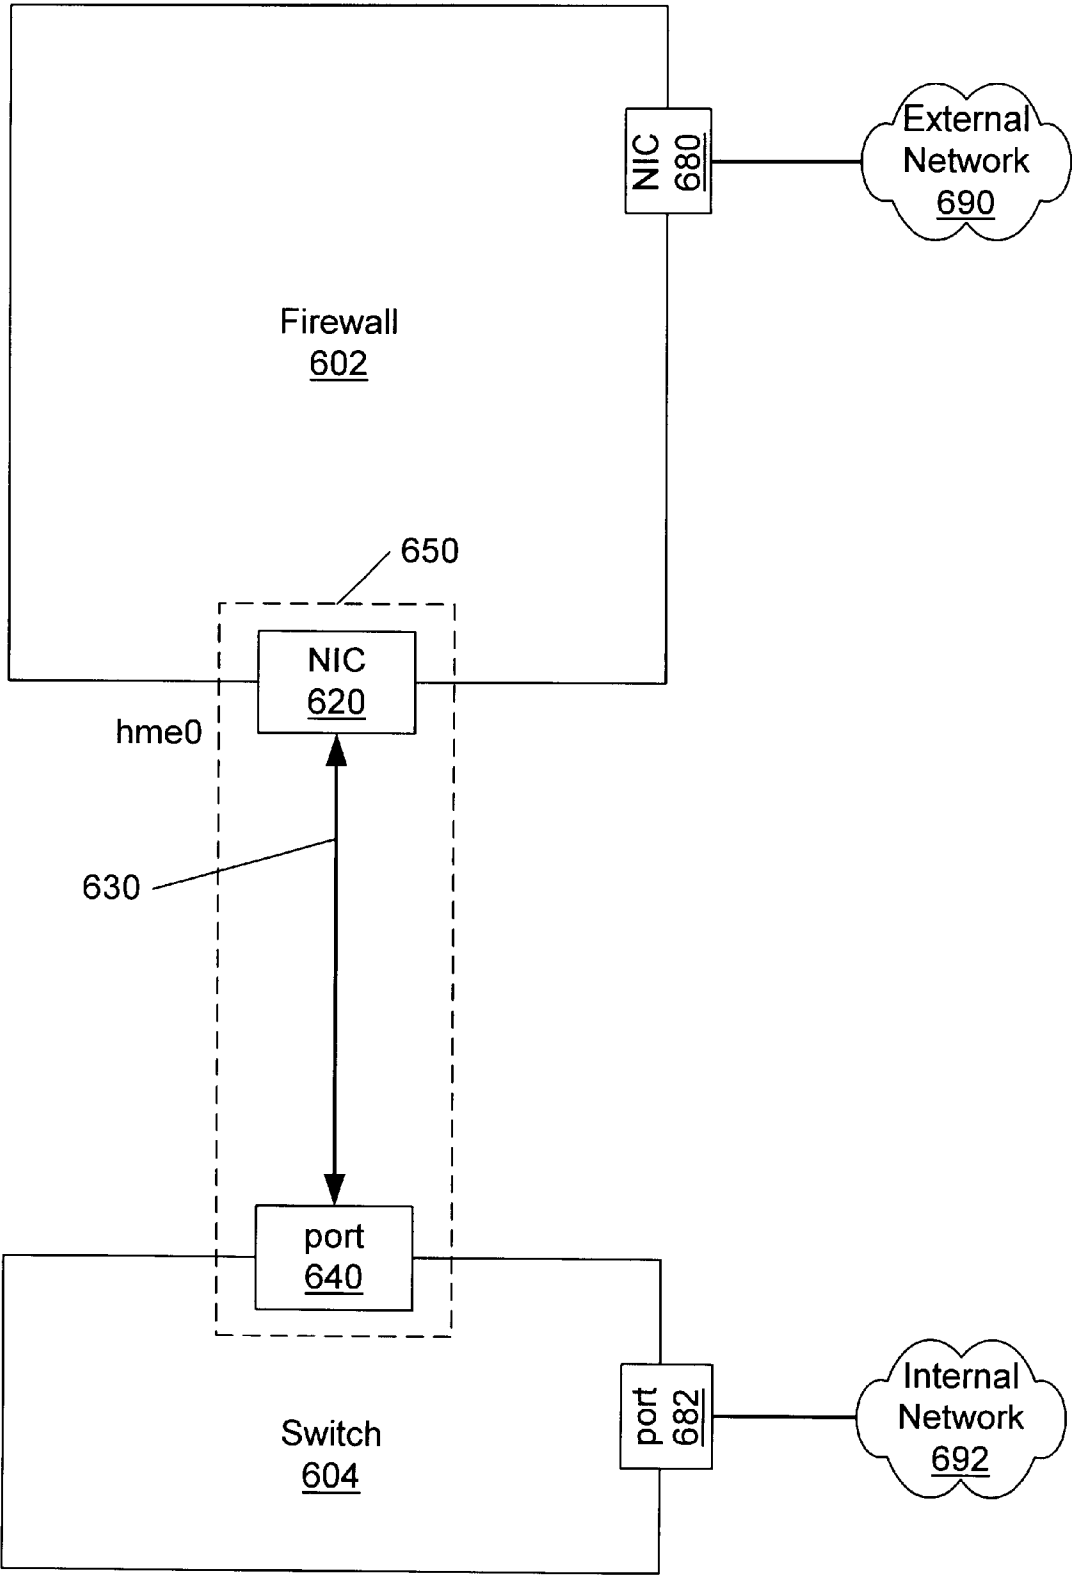 NIC
680
External
Network
690
Firewall
602
650
NIC
620
hme0
630
port
640
port
682
Internal
Network
692
Switch
604